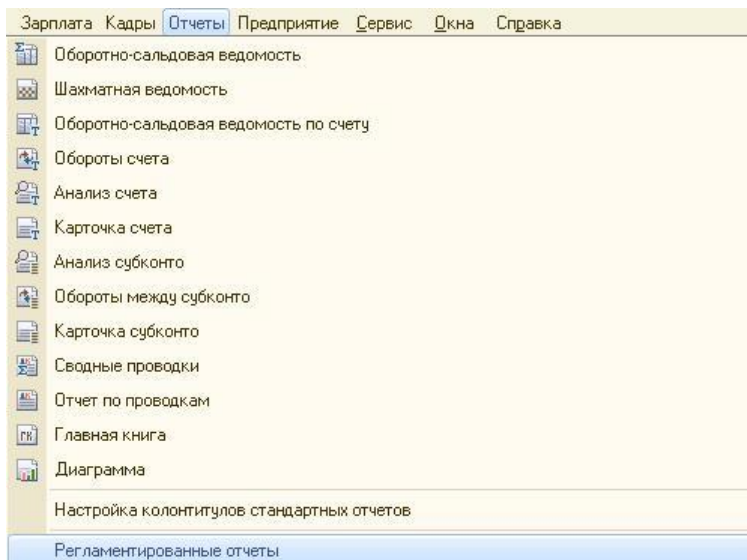 Зарплата Кадры Отчеты Предприятие Сервис Окна Справка
Оборотно-сальдовая ведомость
Шахматная ведомость
Оборотно-сальдовая ведомость по счету
Обороты счета
Анализ счета
Карточка счета
Анализ субконто
Обороты между субконто
Карточка субконто
Сводные проводки
Отчет по проводкам
Главная книга
Диаграмма
Настройка колонтитулов стандартных отчетов
Регламентированные отчеты